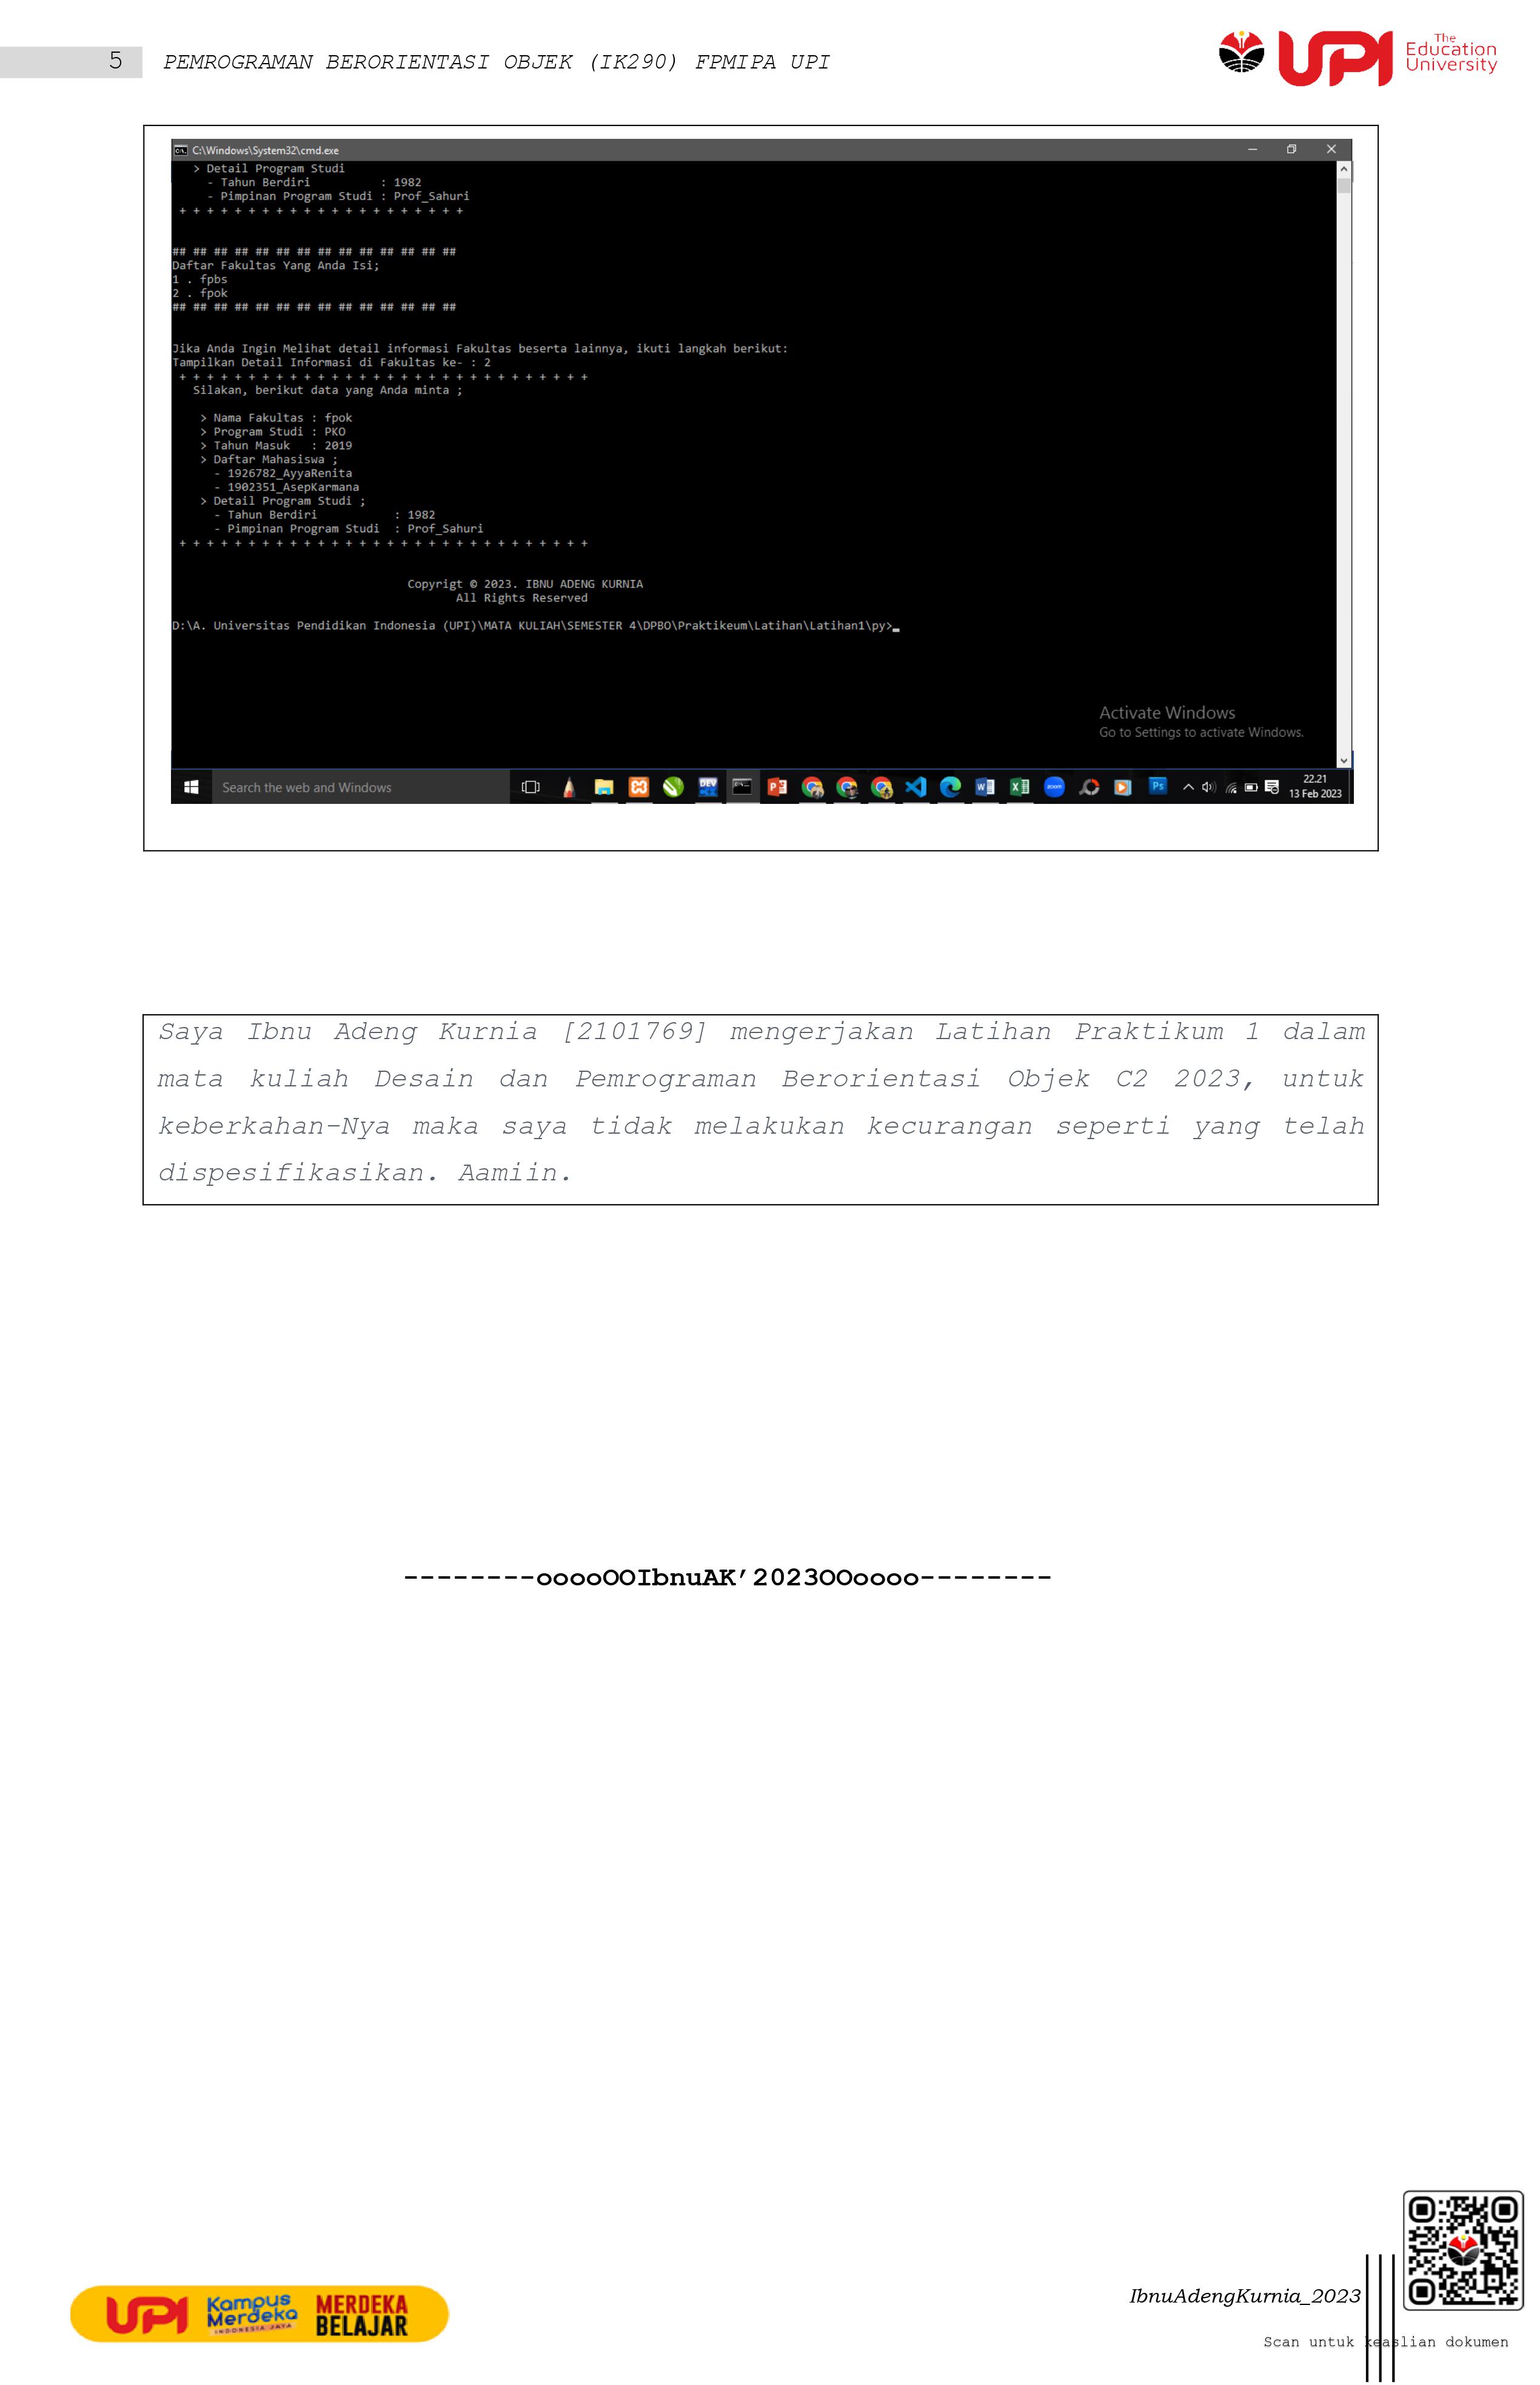 5 PEMROGRAMAN BERORIENTASI OBJEK (IK290) FPMIPA UPI
UPI
The
Education
University
C:\Windows\System32\cmd.exe
> Detail Program Studi
- Tahun Berdiri : 1982
- Pimpinan Program Studi : Prof_Sahuri
+ + + + + + + + + + + + + + + + + + + + +
## ## ## ## ## ## ## ## ## ## ## ## ## ##
Daftar Fakultas Yang Anda Isi;
1 . fpbs
2 . fpok
## ## ## ## ## ## ## ## ## ## ## ## ## ##
Jika Anda Ingin Melihat detail informasi Fakultas beserta lainnya, ikuti langkah berikut:
Tampilkan Detail Informasi di Fakultas ke- : 2
+ + + + + + + + + + + + + + + + + + + + + + + + + + + + + +
Silakan, berikut data yang Anda minta ;
> Nama Fakultas : fpok
> Program Studi : PKO
> Tahun Masuk : 2019
> Daftar Mahasiswa ;
- 1926782_AyyaRenita
- 1902351_AsepKarmana
> Detail Program Studi ;
- Tahun Berdiri : 1982
- Pimpinan Program Studi : Prof_Sahuri
+ + + + + + + + + + + + + + + + + + + + + + + + + + + + + +
Copyrigt © 2023. IBNU ADENG KURNIA
All Rights Reserved
D:\A. Universitas Pendidikan Indonesia (UPI)\MATA KULIAH\SEMESTER 4\DPBO\Praktikeum\Latihan\Latihan1\py>_
Activate Windows
Go to Settings to activate Windows.
Search the web and Windows
DEV
zoom
Ps
22.21
13 Feb 2023
Saya Ibnu Adeng Kurnia [2101769] mengerjakan Latihan Praktikum 1 dalam
mata kuliah Desain dan Pemrograman Berorientasi Objek C2 2023, untuk
keberkahan-Nya maka saya tidak melakukan kecurangan seperti yang telah
dispesifikasikan. Aamiin.
--------ooooOOIbnuAK’2023OOoooo--------
UPI
Kampus
Merdeka
INDONESIA JAYA
MERDEKA
BELAJAR
IbnuAdengKurnia_2023
Scan untuk keaslian dokumen